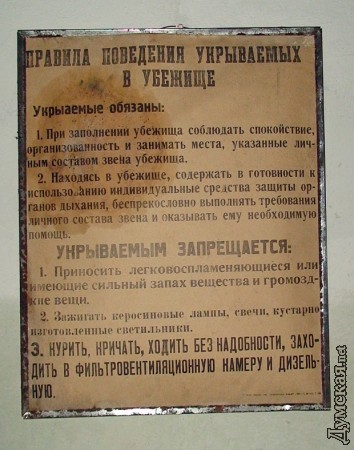 ПРАВИЛА ПОВЕДЕНИЯ УКРЫВАЕМЫХ
В УБЕЖИЩЕ
Укрываемые обязаны:
1. При заполнении убежища соблюдать спокойствие,
организованность и занимать места, указанные лич-
ным составом звена убежища.
2. Находясь в убежище, содержать в готовности к
использованию индивидуальные средства защиты ор-
ганов дыхания, беспрекословно выполнять требования
личного состава звена и оказывать ему необходимую
помощь.
УКРЫВАЕМЫМ ЗАПРЕЩАЕТСЯ:
1. Приносить легковоспламеняющиеся или
имеющие сильный запах вещества и громозд-
кие вещи.
2. Зажигать керосиновые лампы, свечи, кустарно
изготовленные светильники.
3. КУРИТЬ, КРИЧАТЬ, ХОДИТЬ БЕЗ НАДОБНОСТИ, ЗАХО-
ДИТЬ В ФИЛЬТРОВЕНТИЛЯЦИОННУЮ КАМЕРУ И ДИЗЕЛЬ-
НУЮ.
Думская.net